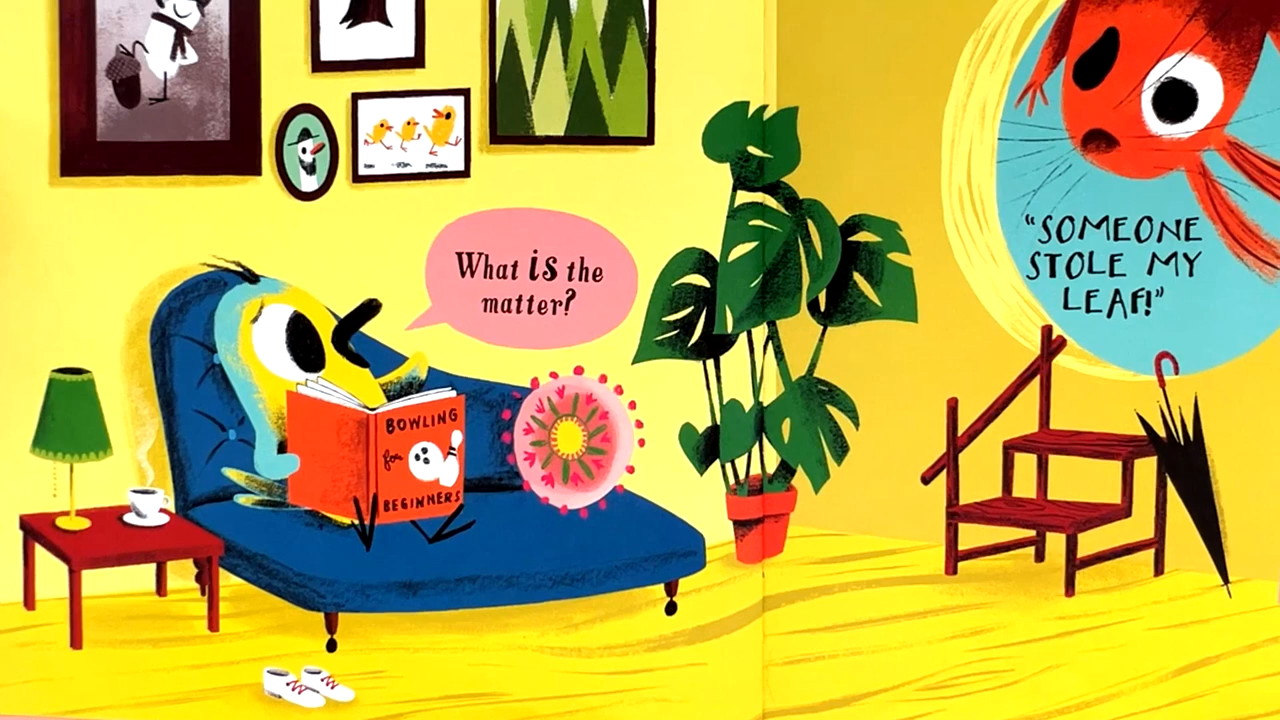 What is the
matter?
BOWLING
for
BEGINNERS
"SOMEONE
STOLE MY
LEAF!"